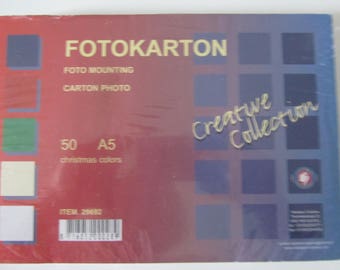 FOTOKARTON
FOTO MOUNTING
CARTON PHOTO
50 A5
christmas colors
Creative
Collection
ITEM. 29692